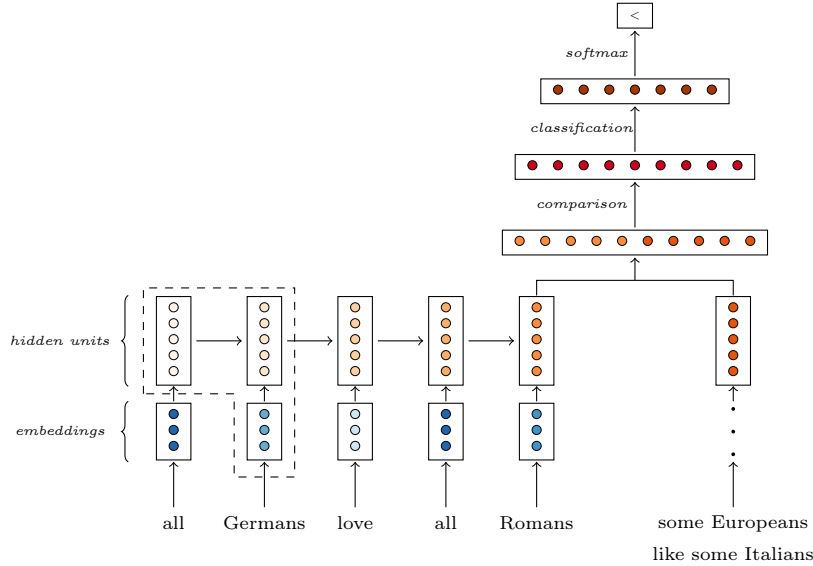 <
softmax
classification
comparison
hidden units
embeddings
all Germans love all Romans some Europeans
like some Italians